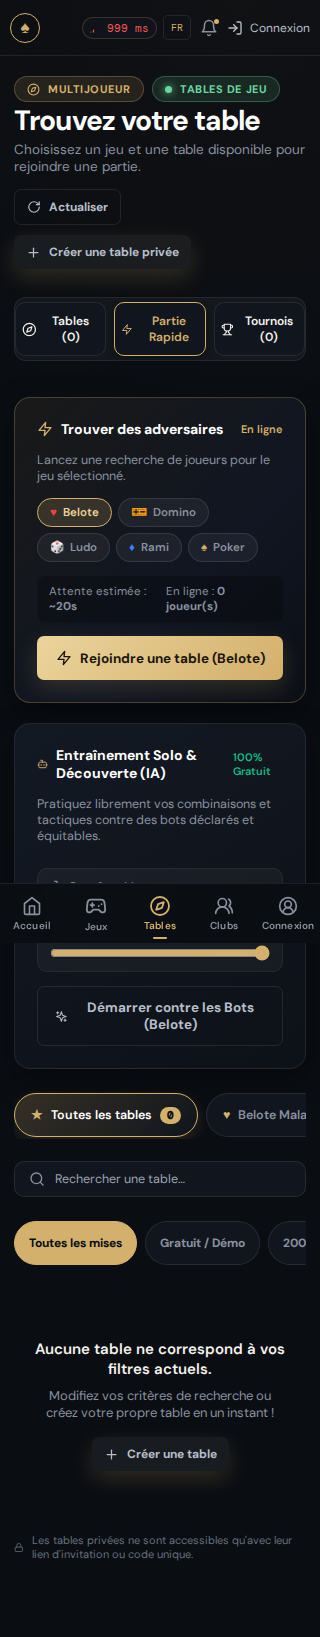 999 ms
FR
Connexion
MULTIJOUEUR
TABLES DE JEU
Trouvez votre table
Choisissez un jeu et une table disponible pour
rejoindre une partie.
Actualiser
Créer une table privée
Tables
(0)
Partie
Rapide
Tournois
(0)
Trouver des adversaires
En ligne
Lancez une recherche de joueurs pour le
jeu sélectionné.
Belote
Domino
Ludo
Rami
Poker
Attente estimée :
~20s
En ligne : 0
joueur(s)
Rejoindre une table (Belote)
Entraînement Solo &
Découverte (IA)
100%
Gratuit
Pratiquez librement vos combinaisons et
tactiques contre des bots déclarés et
équitables.
Accueil
Jeux
Tables
Clubs
Connexion
Démarrer contre les Bots
(Belote)
Toutes les tables
0
Belote Mala
Rechercher une table...
Toutes les mises
Gratuit / Démo
200
Aucune table ne correspond à vos
filtres actuels.
Modifiez vos critères de recherche ou
créez votre propre table en un instant !
Créer une table
Les tables privées ne sont accessibles qu'avec leur
lien d'invitation ou code unique.